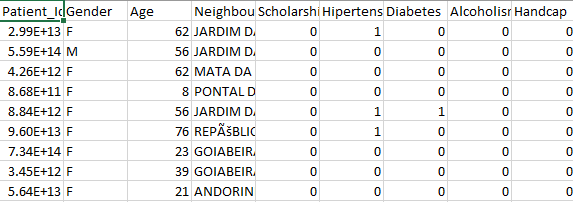 Patient_Id Gender Age Neighbou Scholarshi Hipertens Diabetes Alcoholism Handcap
2.99E+13 F 62 JARDIM DA 0 1 0 0 0
5.59E+14 M 56 JARDIM DA 0 0 0 0 0
4.26E+12 F 62 MATA DA 0 0 0 0 0
8.68E+11 F 8 PONTAL D 0 0 0 0 0
8.84E+12 F 56 JARDIM DA 0 1 1 0 0
9.60E+13 F 76 REPÃšBLIC 0 1 0 0 0
7.34E+14 F 23 GOIABEIRA 0 0 0 0 0
3.45E+12 F 39 GOIABEIRA 0 0 0 0 0
5.64E+13 F 21 ANDORIN 0 0 0 0 0